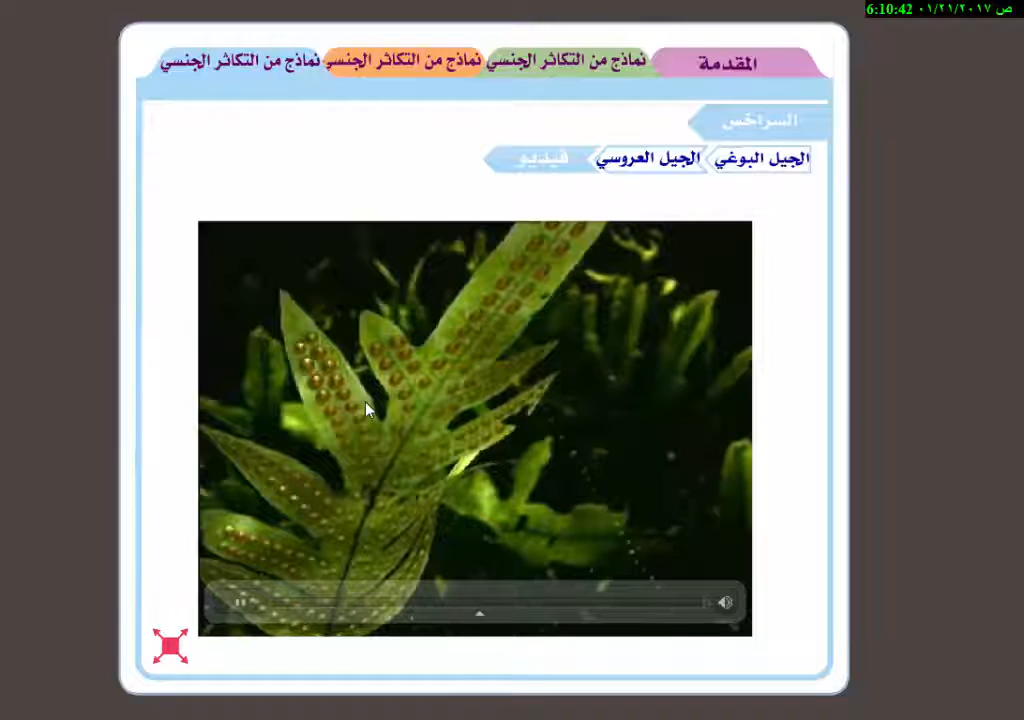 6:10:42 ص ٠١/٢١/٢٠١٧
المقدمة نماذج من التكاثر الجنسي نماذج من التكاثر الجنسي نماذج من التكاثر الجنسي
السراخس
الجيل البوغي الجيل العروسي فيديو